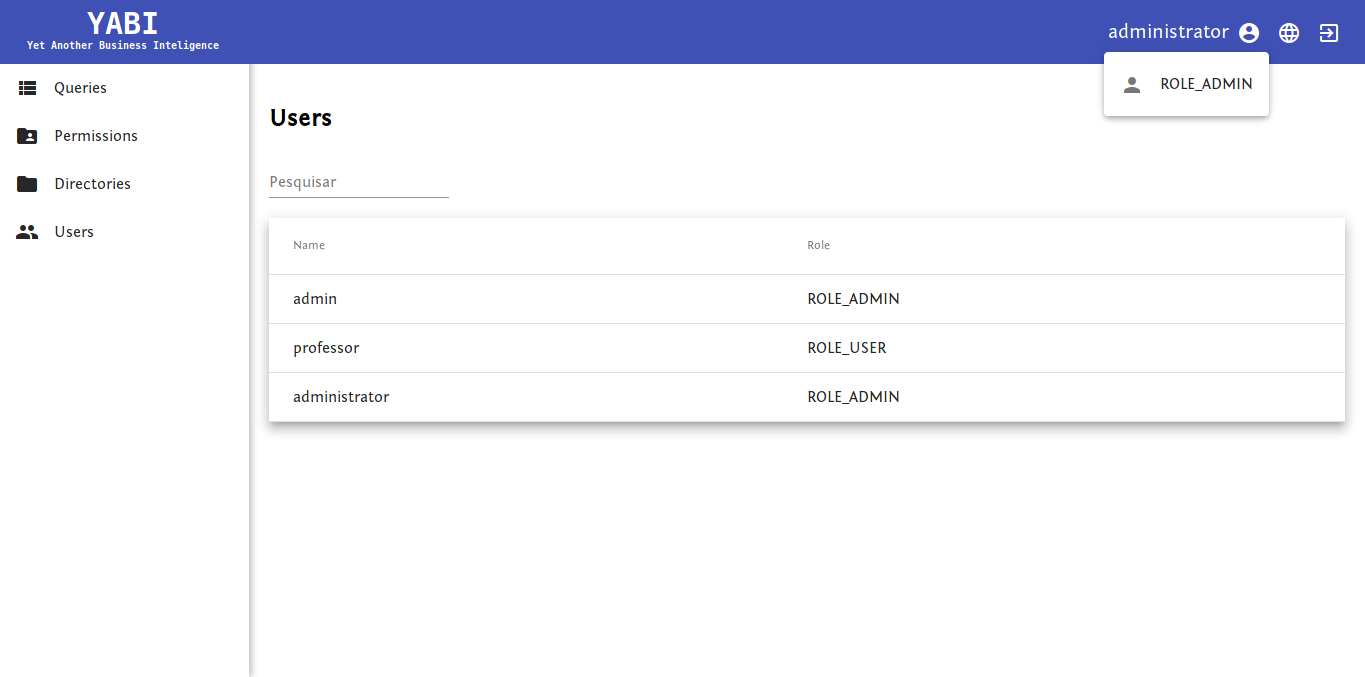 YABI
Yet Another Business Inteligence
administrator
ROLE_ADMIN
Queries
Permissions
Directories
Users
Users
Pesquisar
Name Role
admin ROLE_ADMIN
professor ROLE_USER
administrator ROLE_ADMIN